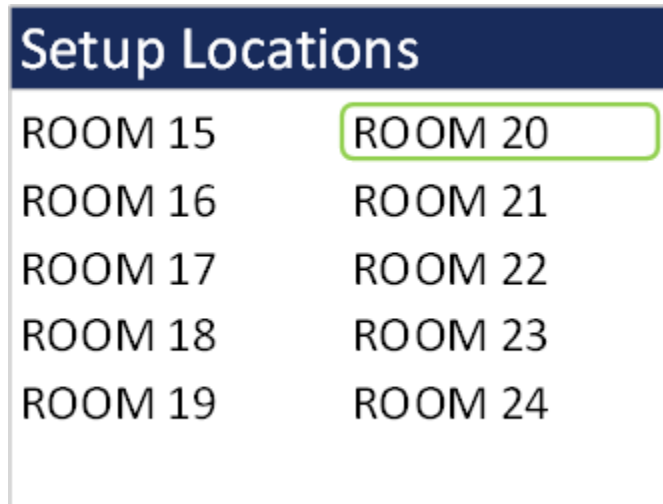 Setup Locations
ROOM 15
ROOM 16
ROOM 17
ROOM 18
ROOM 19
ROOM 20
ROOM 21
ROOM 22
ROOM 23
ROOM 24